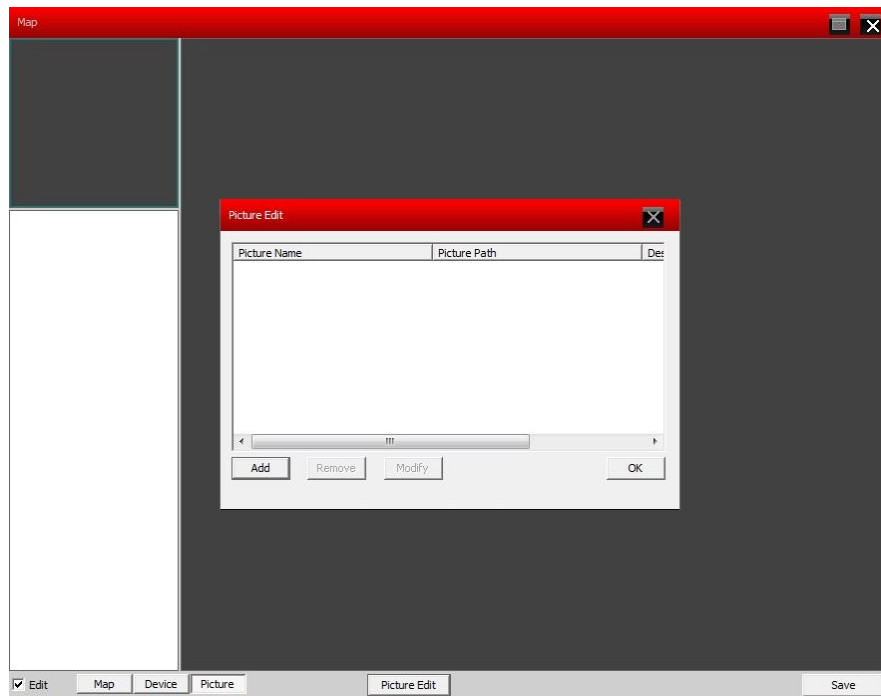 Map
Picture Edit
Picture Name Picture Path Des
Add Remove Modify OK
Edit Map Device Picture Picture Edit Save